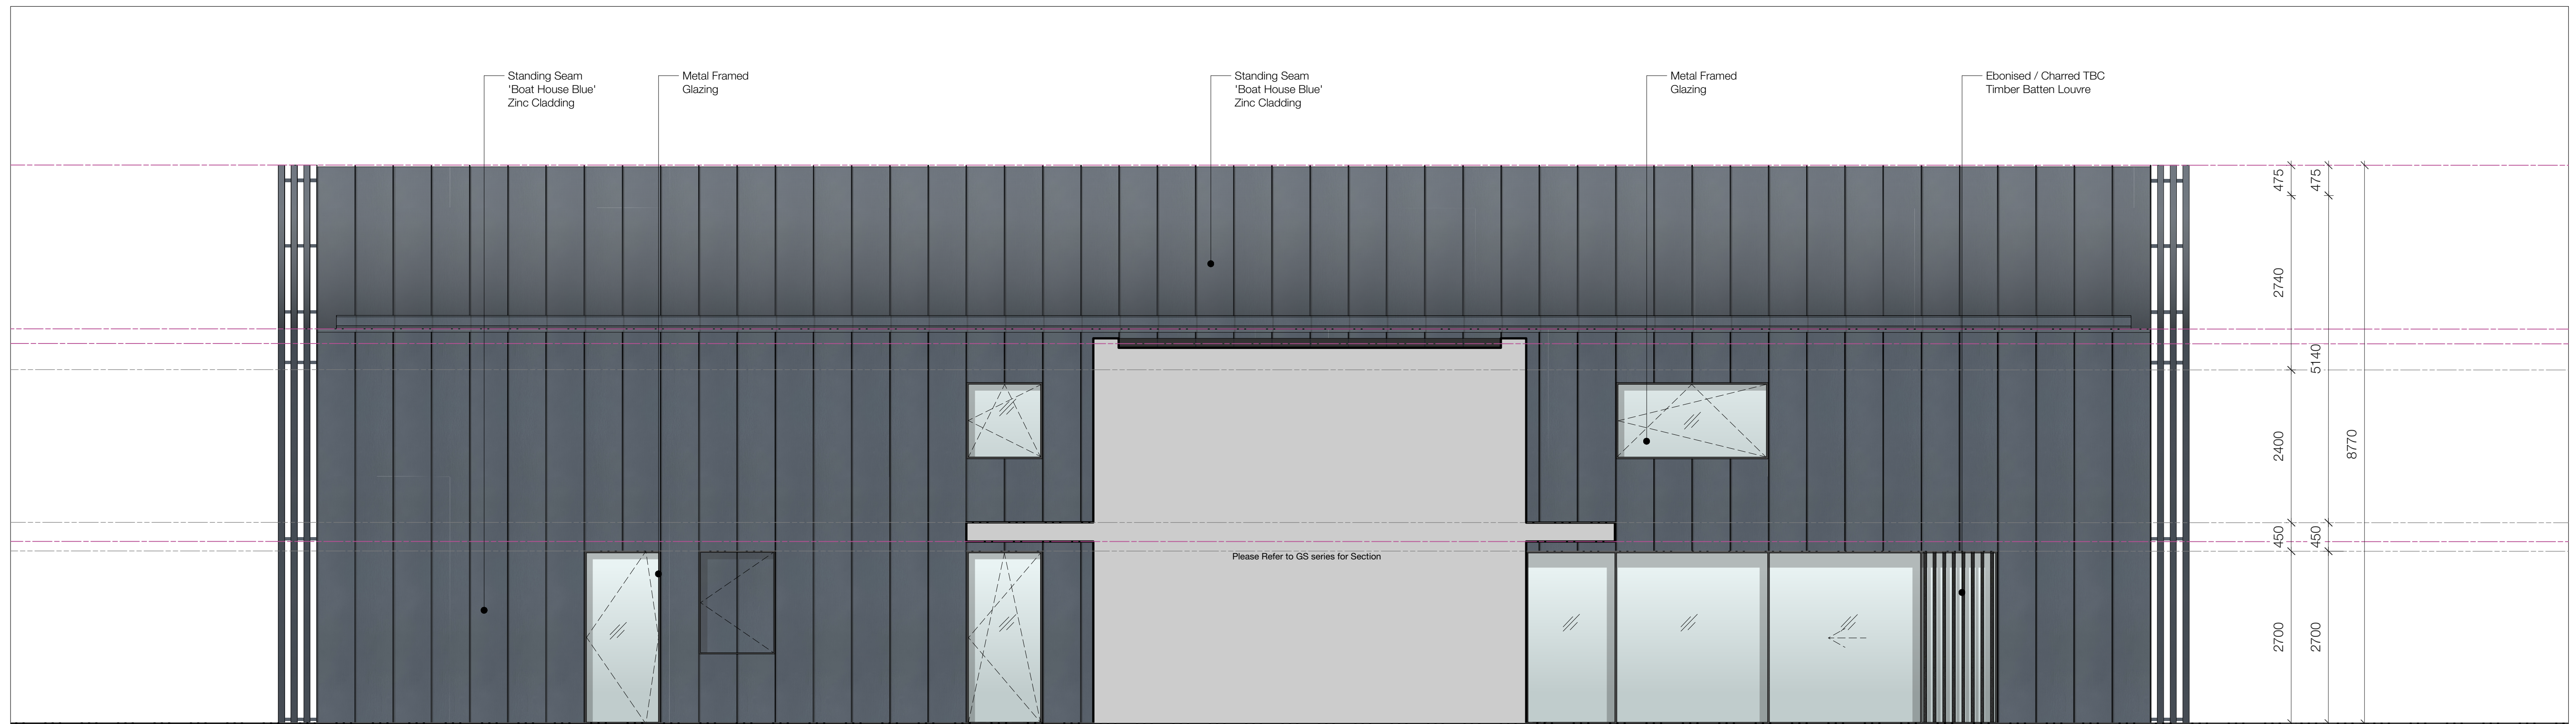 Standing Seam
'Boat House Blue'
Zinc Cladding
Metal Framed
Glazing
Standing Seam
'Boat House Blue'
Zinc Cladding
Metal Framed
Glazing
Ebonised / Charred TBC
Timber Batten Louvre
475
475
2740
5140
2400
8770
450
450
Please Refer to GS series for Section
2700
2700